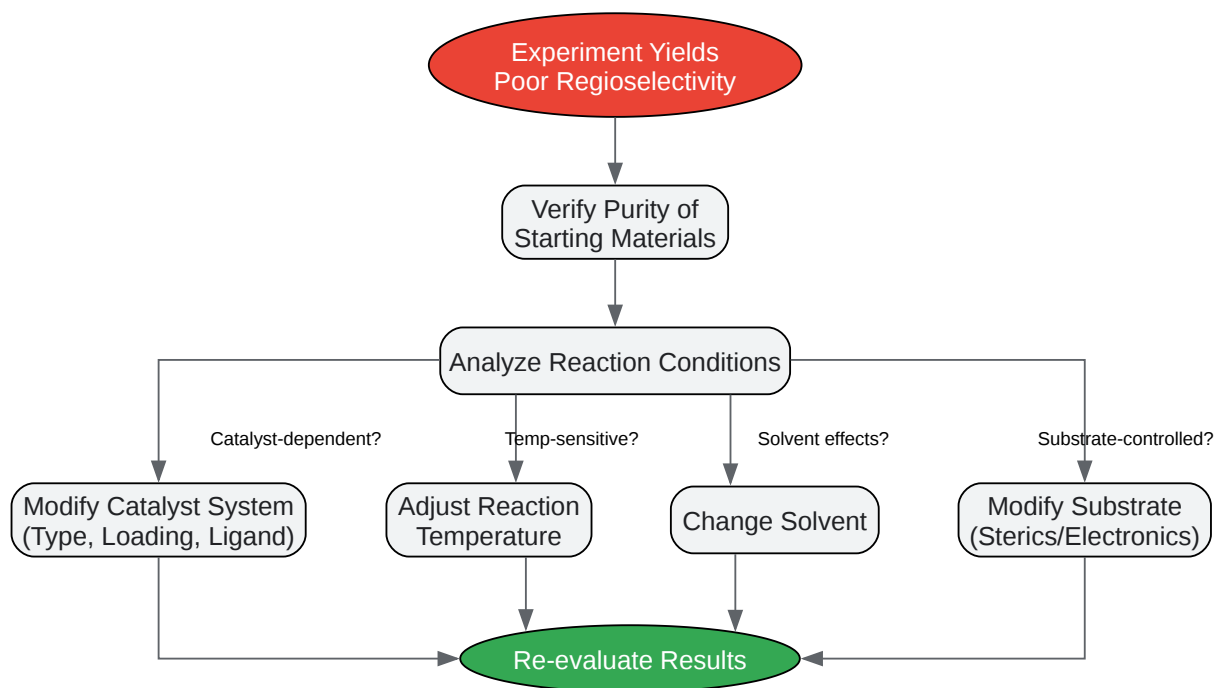 Experiment Yields
Poor Regioselectivity
Verify Purity of
Starting Materials
Analyze Reaction Conditions
Catalyst-dependent?
Temp-sensitive?
Solvent effects?
Substrate-controlled?
Modify Catalyst System
(Type, Loading, Ligand)
Adjust Reaction
Temperature
Change Solvent
Modify Substrate
(Sterics/Electronics)
Re-evaluate Results